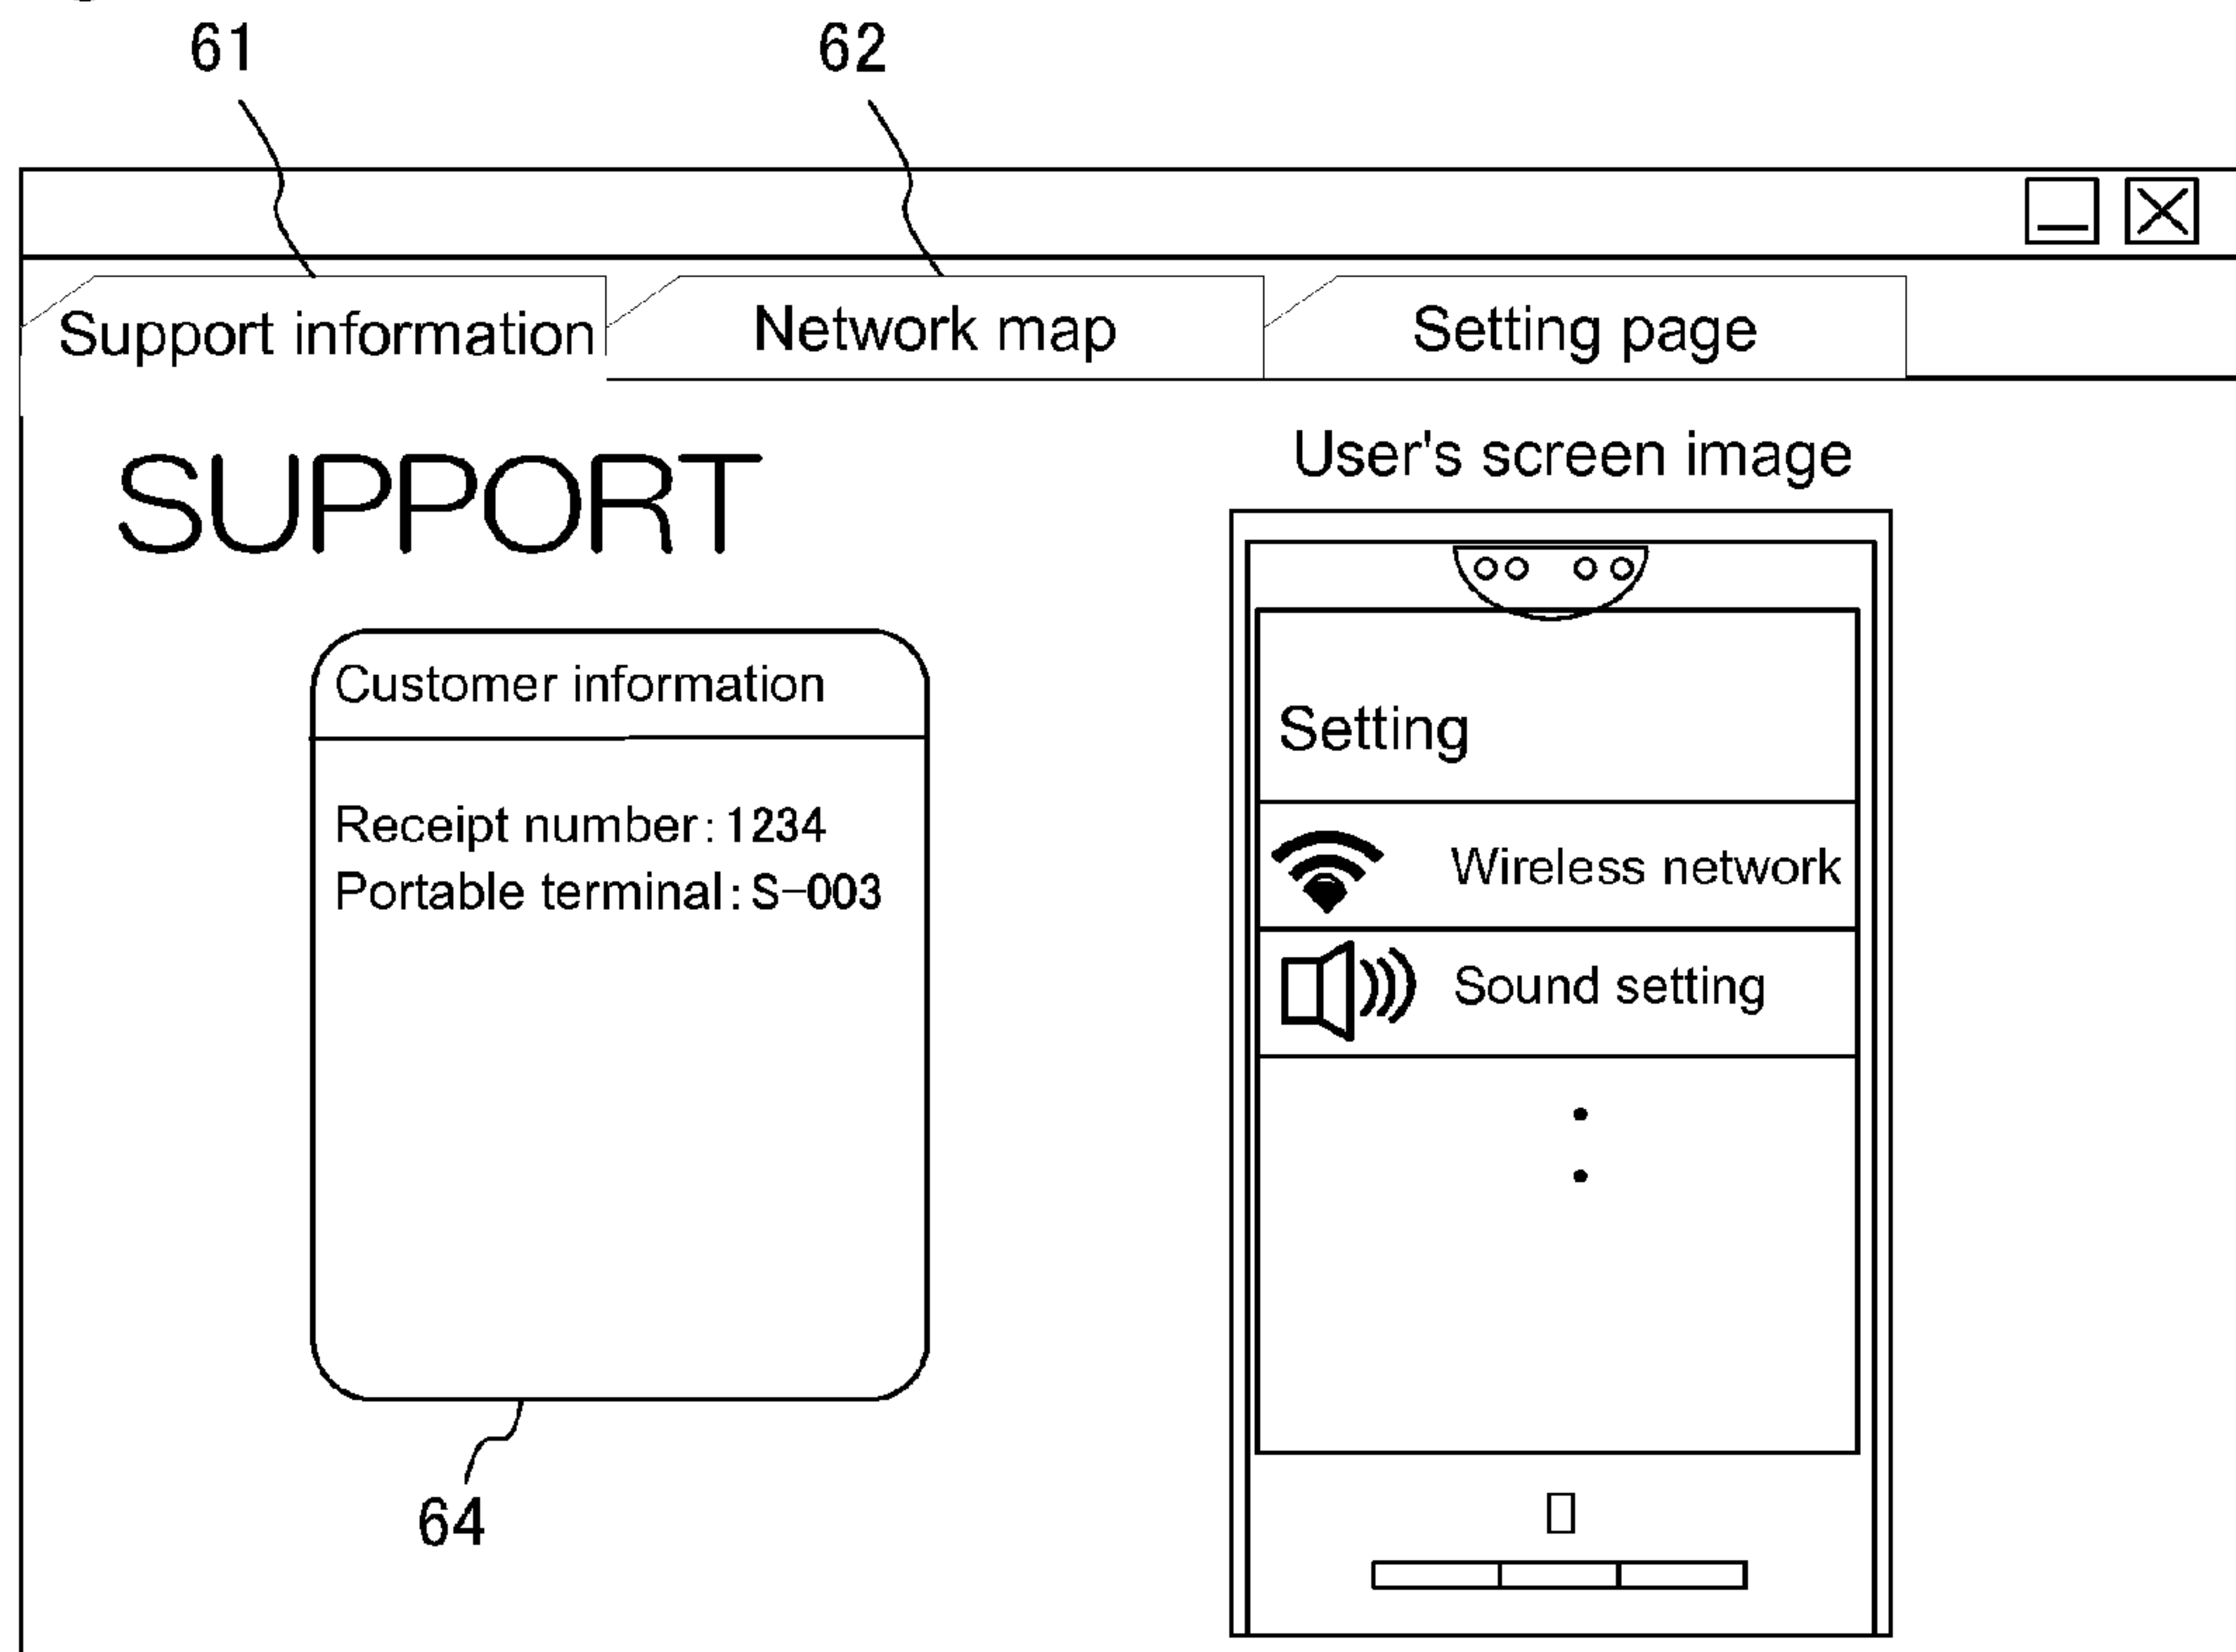 61
62
Support information
Network map
Setting page
SUPPORT
User's screen image
Customer information
Receipt number: 1234
Portable terminal: S-003
Setting
Wireless network
Sound setting
64